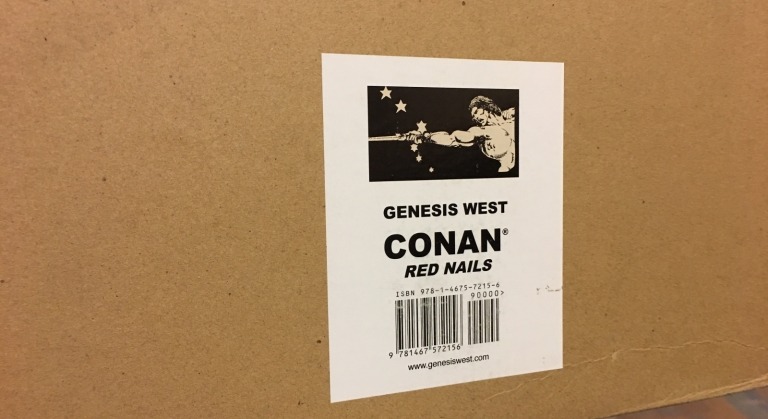 GENESIS WEST
CONAN®
RED NAILS
ISBN 978-1-4675-7215-6
90000>
9 781467 572156
www.genesiswest.com